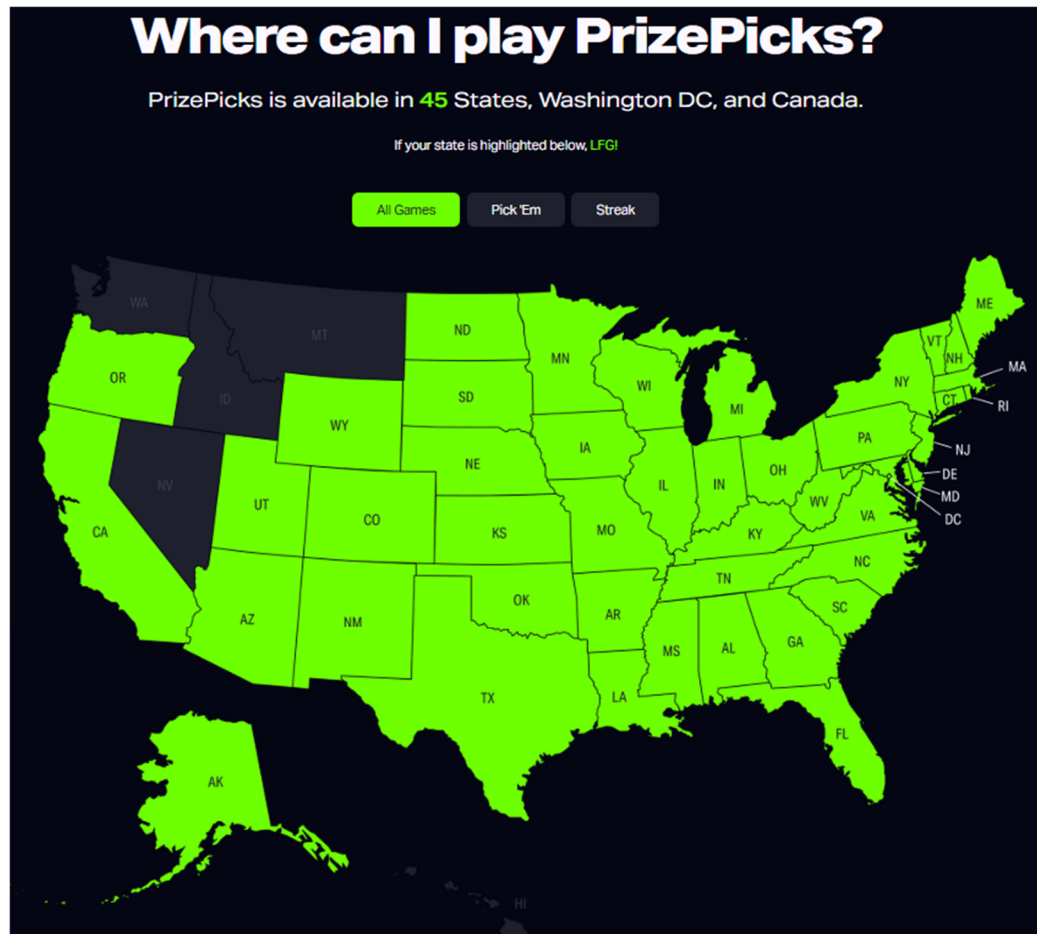 Where can I play PrizePicks?
PrizePicks is available in 45 States, Washington DC, and Canada.
If your state is highlighted below, LFG!
All Games Pick 'Em Streak
WA
MT
ND
MN
ME
VT
NH
MA
OR
ID
SD
WI
MI
NY
CT
RI
WY
IA
PA
NJ
NV
UT
NE
IL
IN
OH
DE
MD
DC
CA
CO
KS
MO
WV
VA
KY
NC
AZ
NM
OK
AR
TN
SC
MS
AL
GA
TX
LA
FL
AK
HI